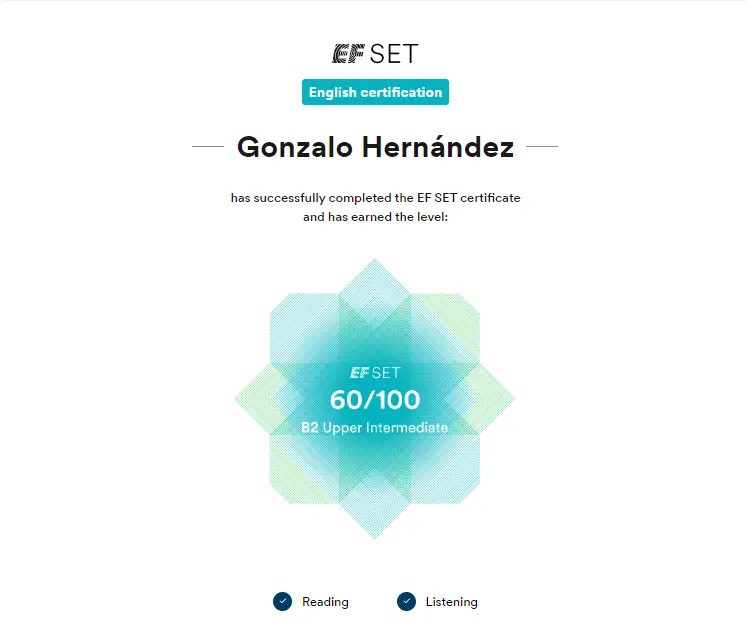 EF SET
English certification
Gonzalo Hernández
has successfully completed the EF SET certificate
and has earned the level:
EF SET
60/100
B2 Upper Intermediate
Reading Listening